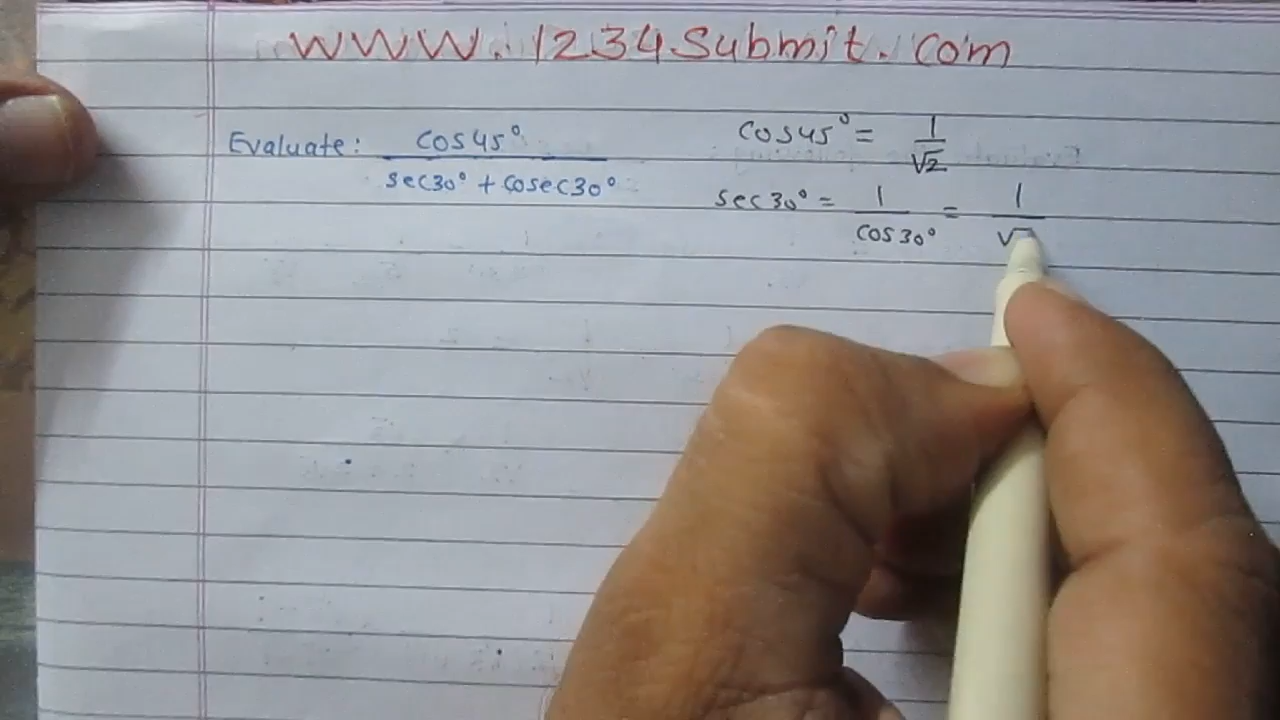 www.1234Submit.com
Evaluate: cos45° / sec30° + cosec30°
cos45° = 1/√2
sec30° = 1/cos30° = 1/√